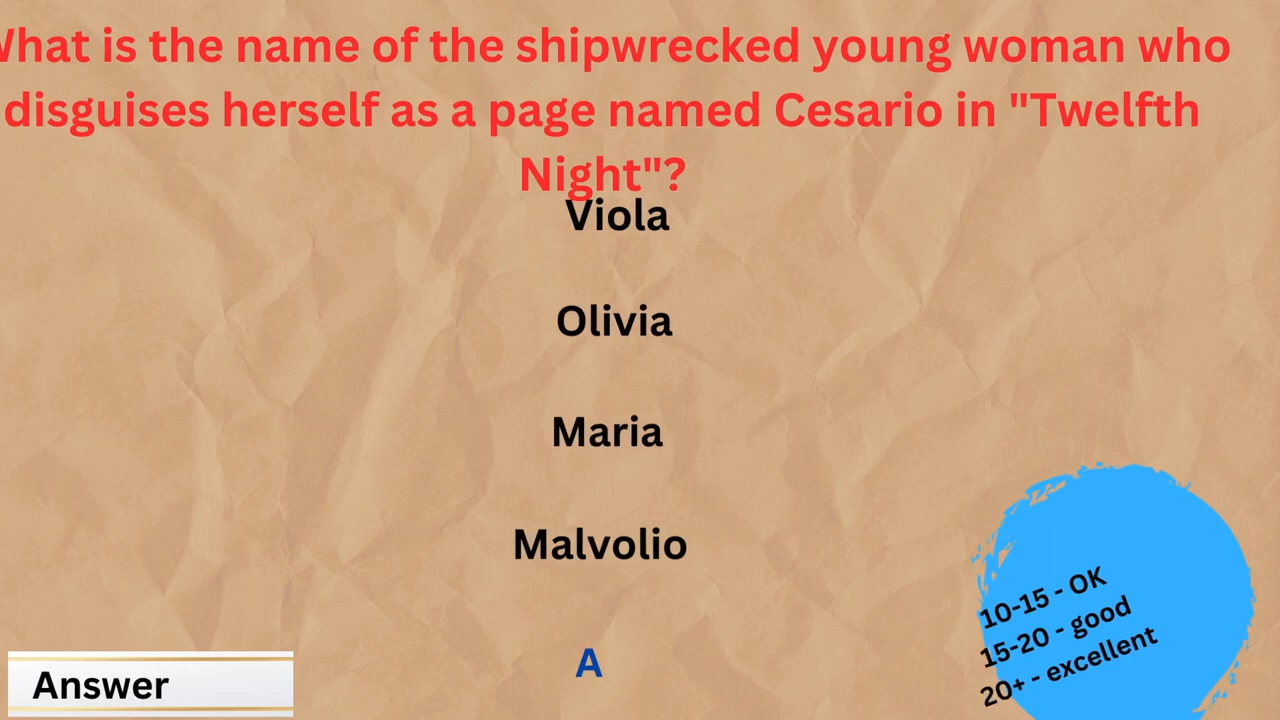 What is the name of the shipwrecked young woman who
disguises herself as a page named Cesario in "Twelfth
Night"?
Viola
Olivia
Maria
Malvolio
A
Answer
10-15 - OK
15-20 - good
20+ - excellent